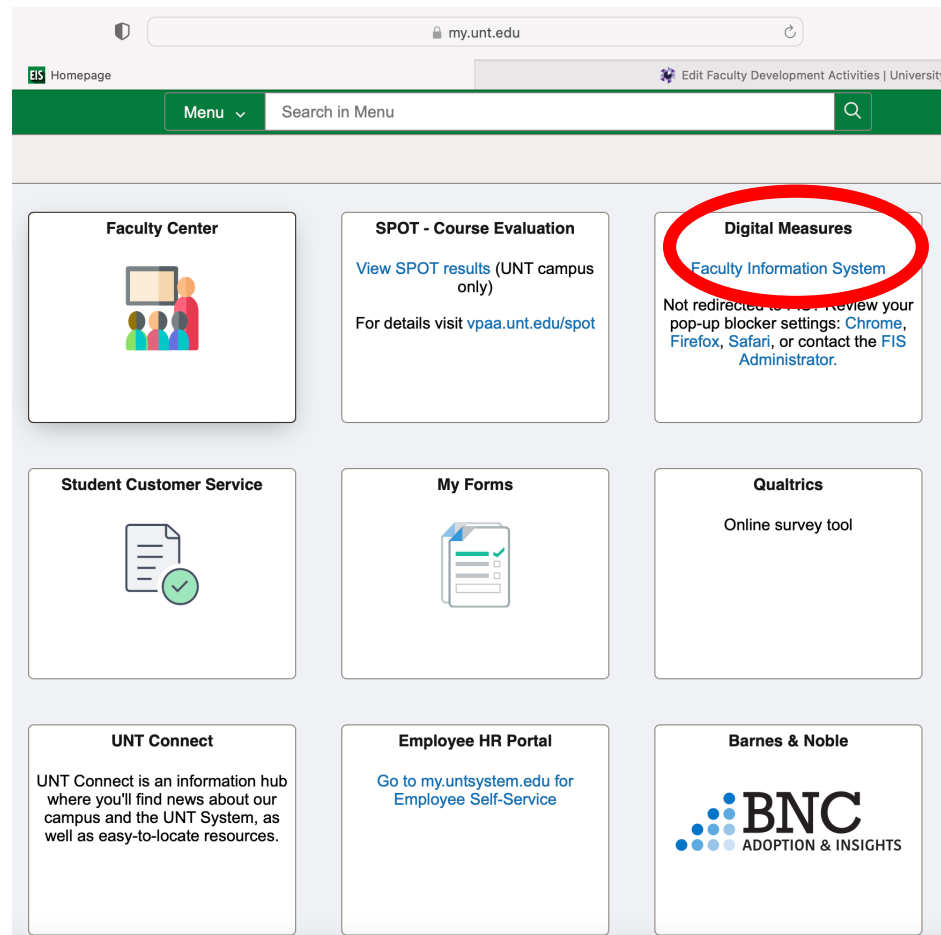 my.unt.edu
EIS Homepage
Edit Faculty Development Activities | University
Menu
Search in Menu
Faculty Center
SPOT - Course Evaluation
View SPOT results (UNT campus
only)
For details visit vpaa.unt.edu/spot
Digital Measures
Faculty Information System
Not redirected to FIS? Review your
pop-up blocker settings: Chrome,
Firefox, Safari, or contact the FIS
Administrator.
Student Customer Service
My Forms
Qualtrics
Online survey tool
UNT Connect
UNT Connect is an information hub
where you'll find news about our
campus and the UNT System, as
well as easy-to-locate resources.
Employee HR Portal
Go to my.untsystem.edu for
Employee Self-Service
Barnes & Noble
BNC
ADOPTION & INSIGHTS